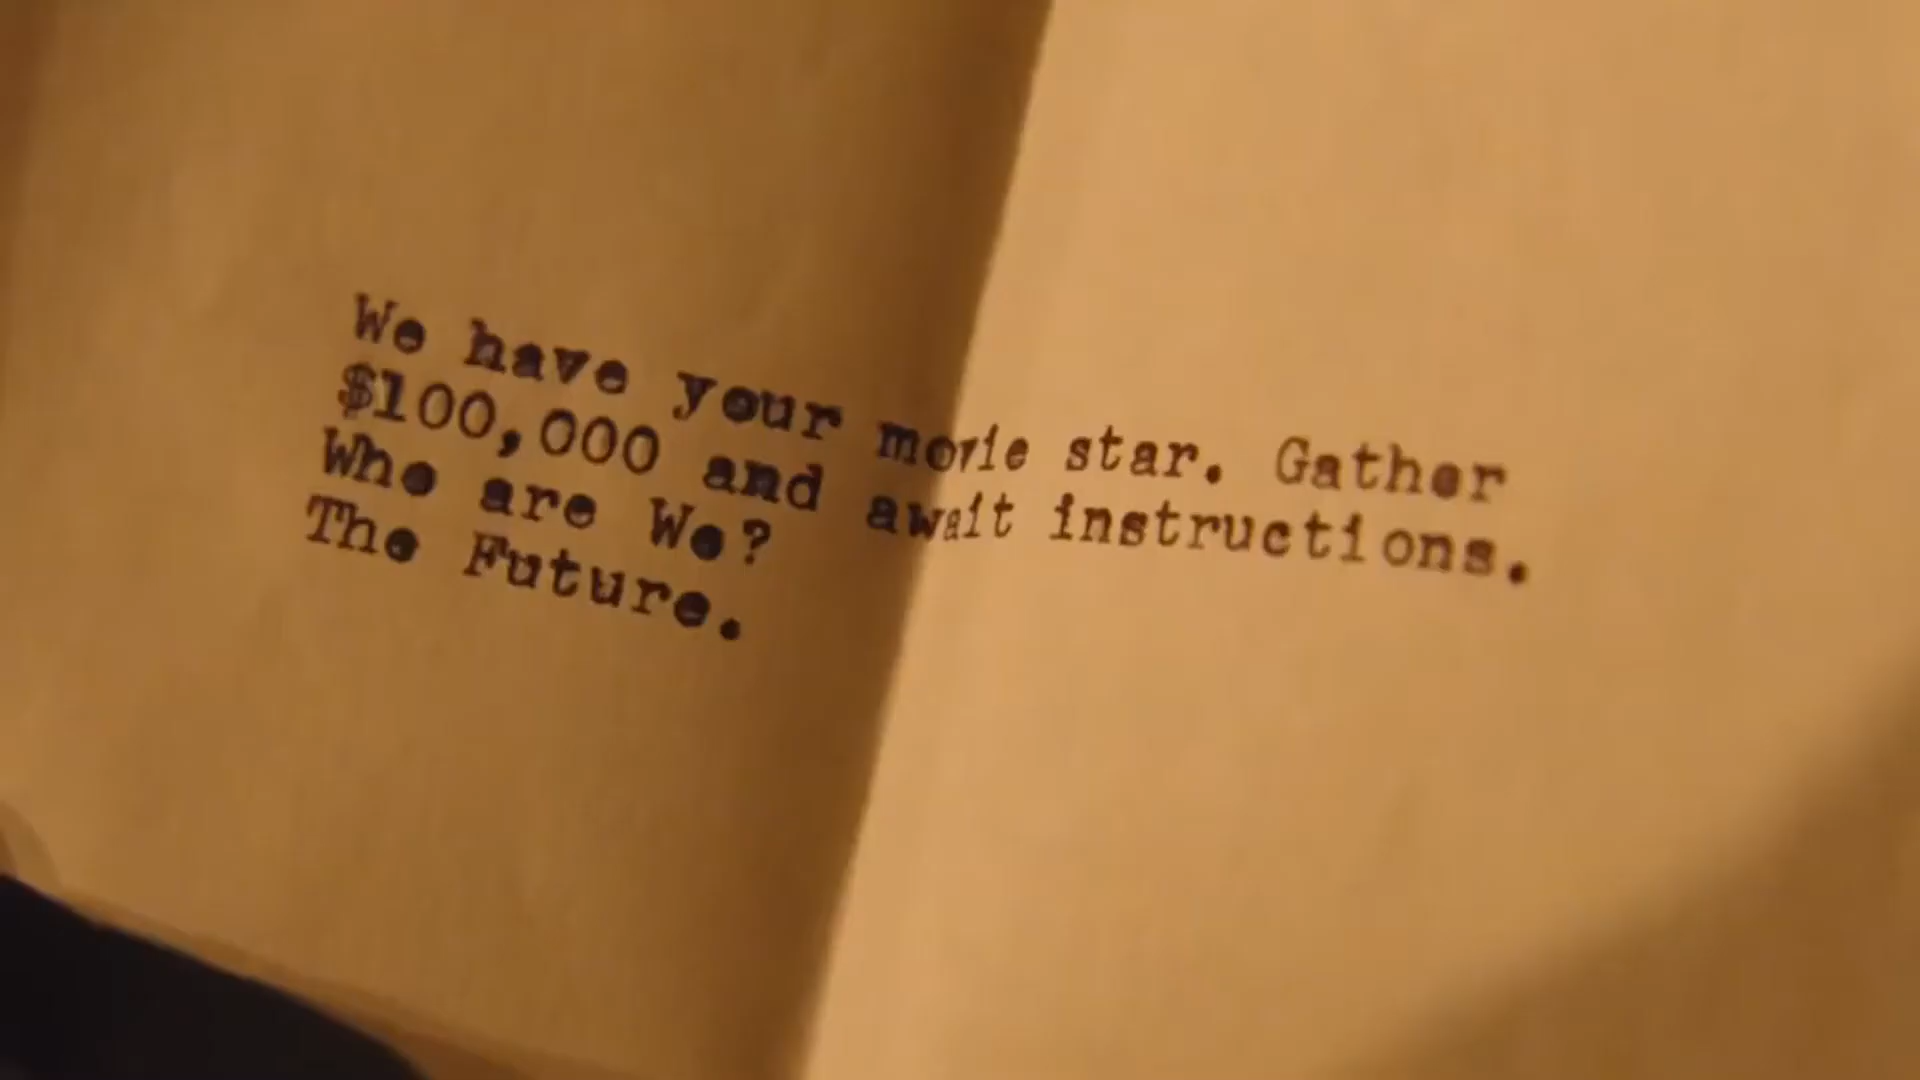 We have your movie star. Gather
$100,000 and await instructions.
Who are We?
The Future.